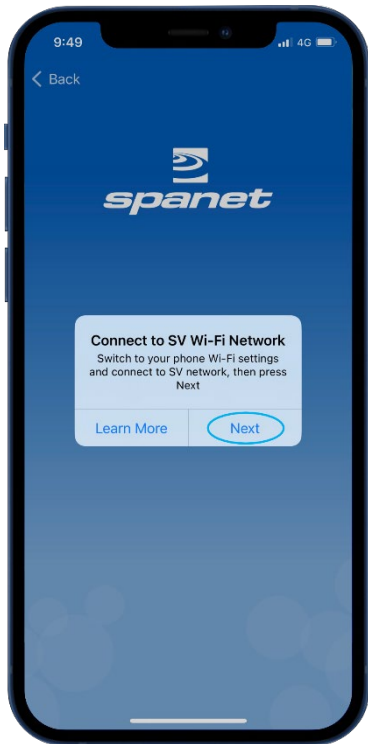 9:49 4G
Back
spanet
Connect to SV Wi-Fi Network
Switch to your phone Wi-Fi settings
and connect to SV network, then press
Next
Learn More Next